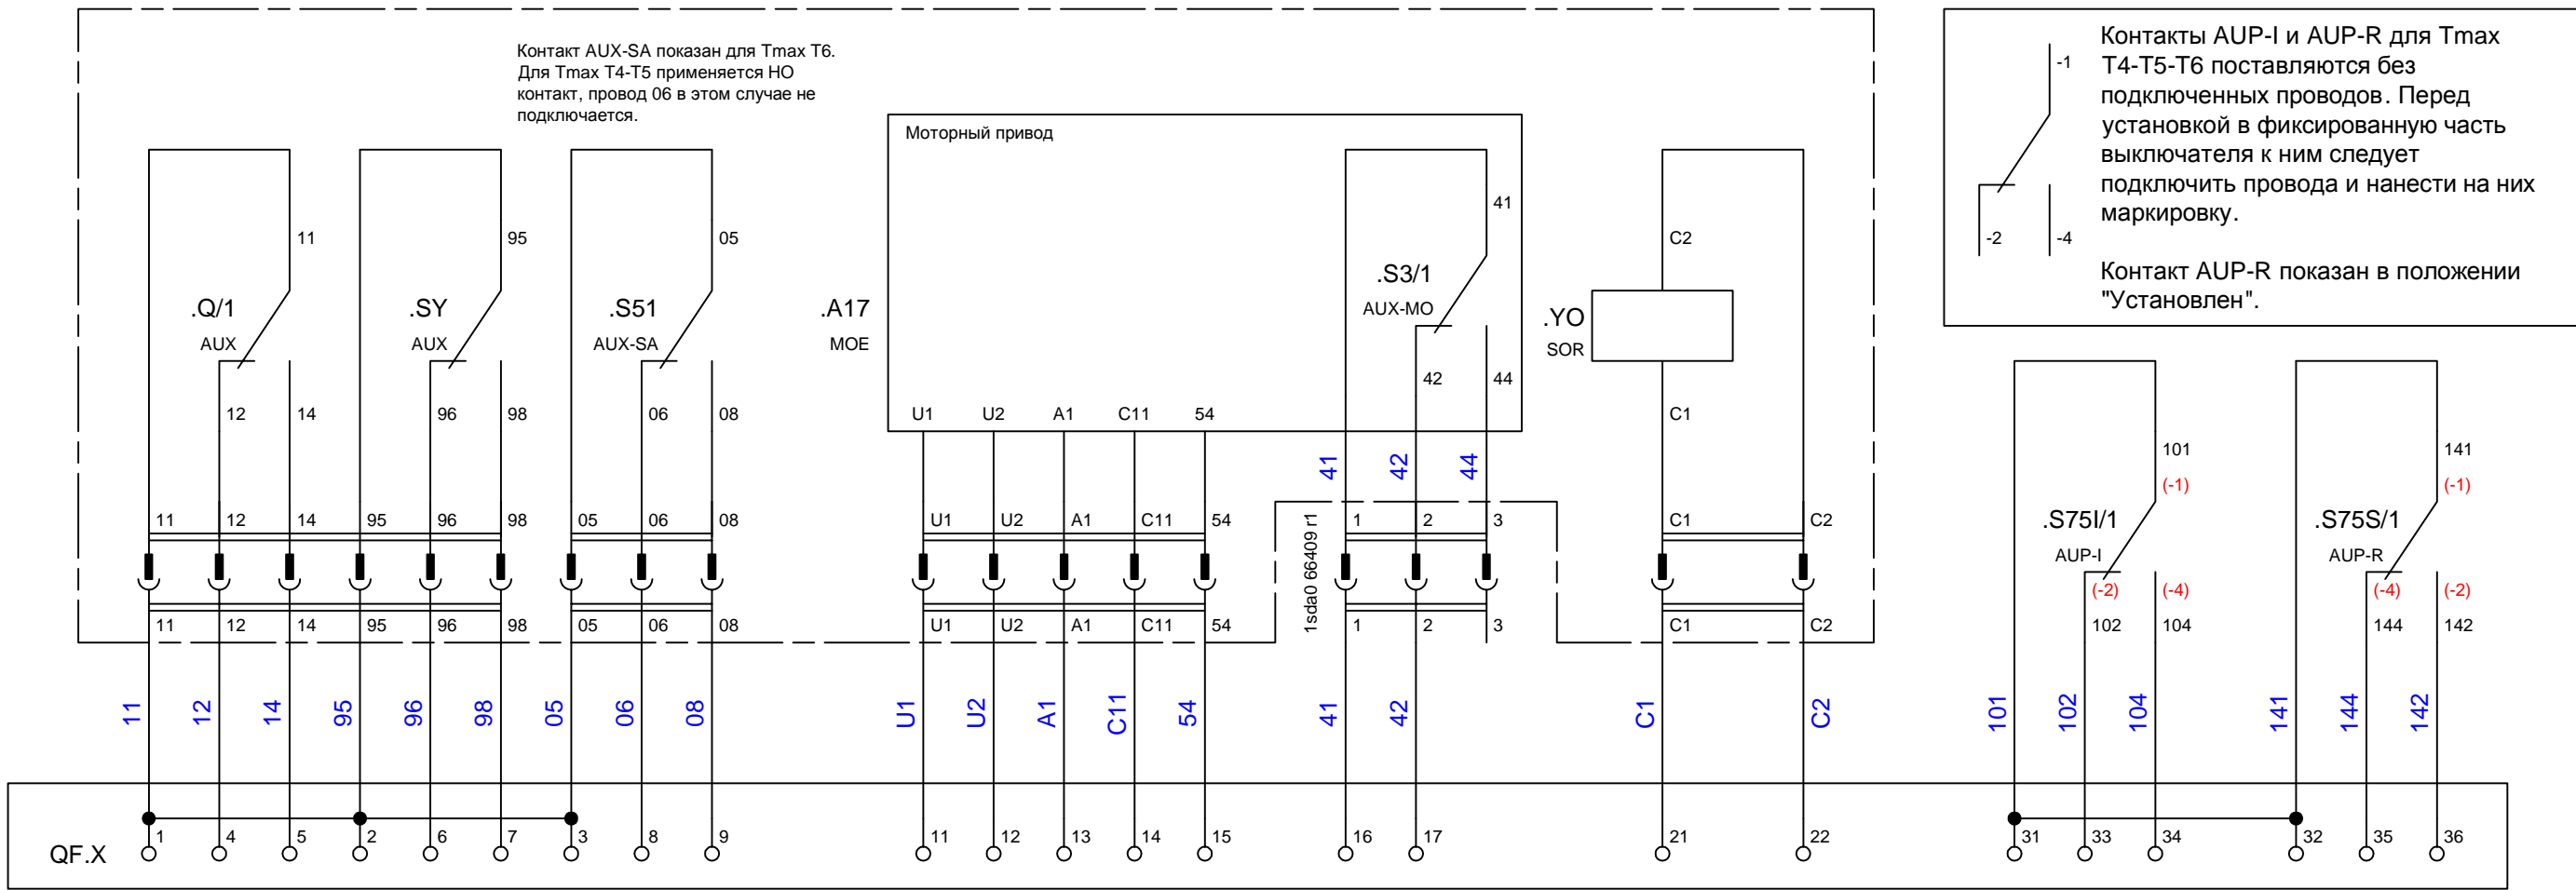 Контакт AUX-SA показан для Tmax T6.
Для Tmax T4-T5 применяется НО
контакт, провод 06 в этом случае не
подключается.
Контакты AUP-I и AUP-R для Tmax
T4-T5-T6 поставляются без
подключенных проводов. Перед
установкой в фиксированную часть
выключателя к ним следует
подключить провода и нанести на них
маркировку.
Контакт AUP-R показан в положении
"Установлен".
-1
-2 -4
Моторный привод
11 95 05 41 C2
.Q/1 .SY .S51 .A17 .S3/1 .YO
AUX AUX AUX-SA MOE AUX-MO SOR
12 14 96 98 06 08 U1 U2 A1 C11 54 42 44 C1
41 42 44
101 141
(-1) (-1)
.S75I/1 .S75S/1
AUP-I AUP-R
(-2) (-4) (-4) (-2)
102 104 144 142
11 12 14 95 96 98 05 06 08 U1 U2 A1 C11 54 1 2 3 C1 C2
1sda0 66409 r1
11 12 14 95 96 98 05 06 08 U1 U2 A1 C11 54 1 2 3 C1 C2
11 12 14 95 96 98 05 06 08 U1 U2 A1 C11 54 41 42 C1 C2 101 102 104 141 144 142
QF.X 1 4 5 2 6 7 3 8 9 11 12 13 14 15 16 17 21 22 31 33 34 32 35 36